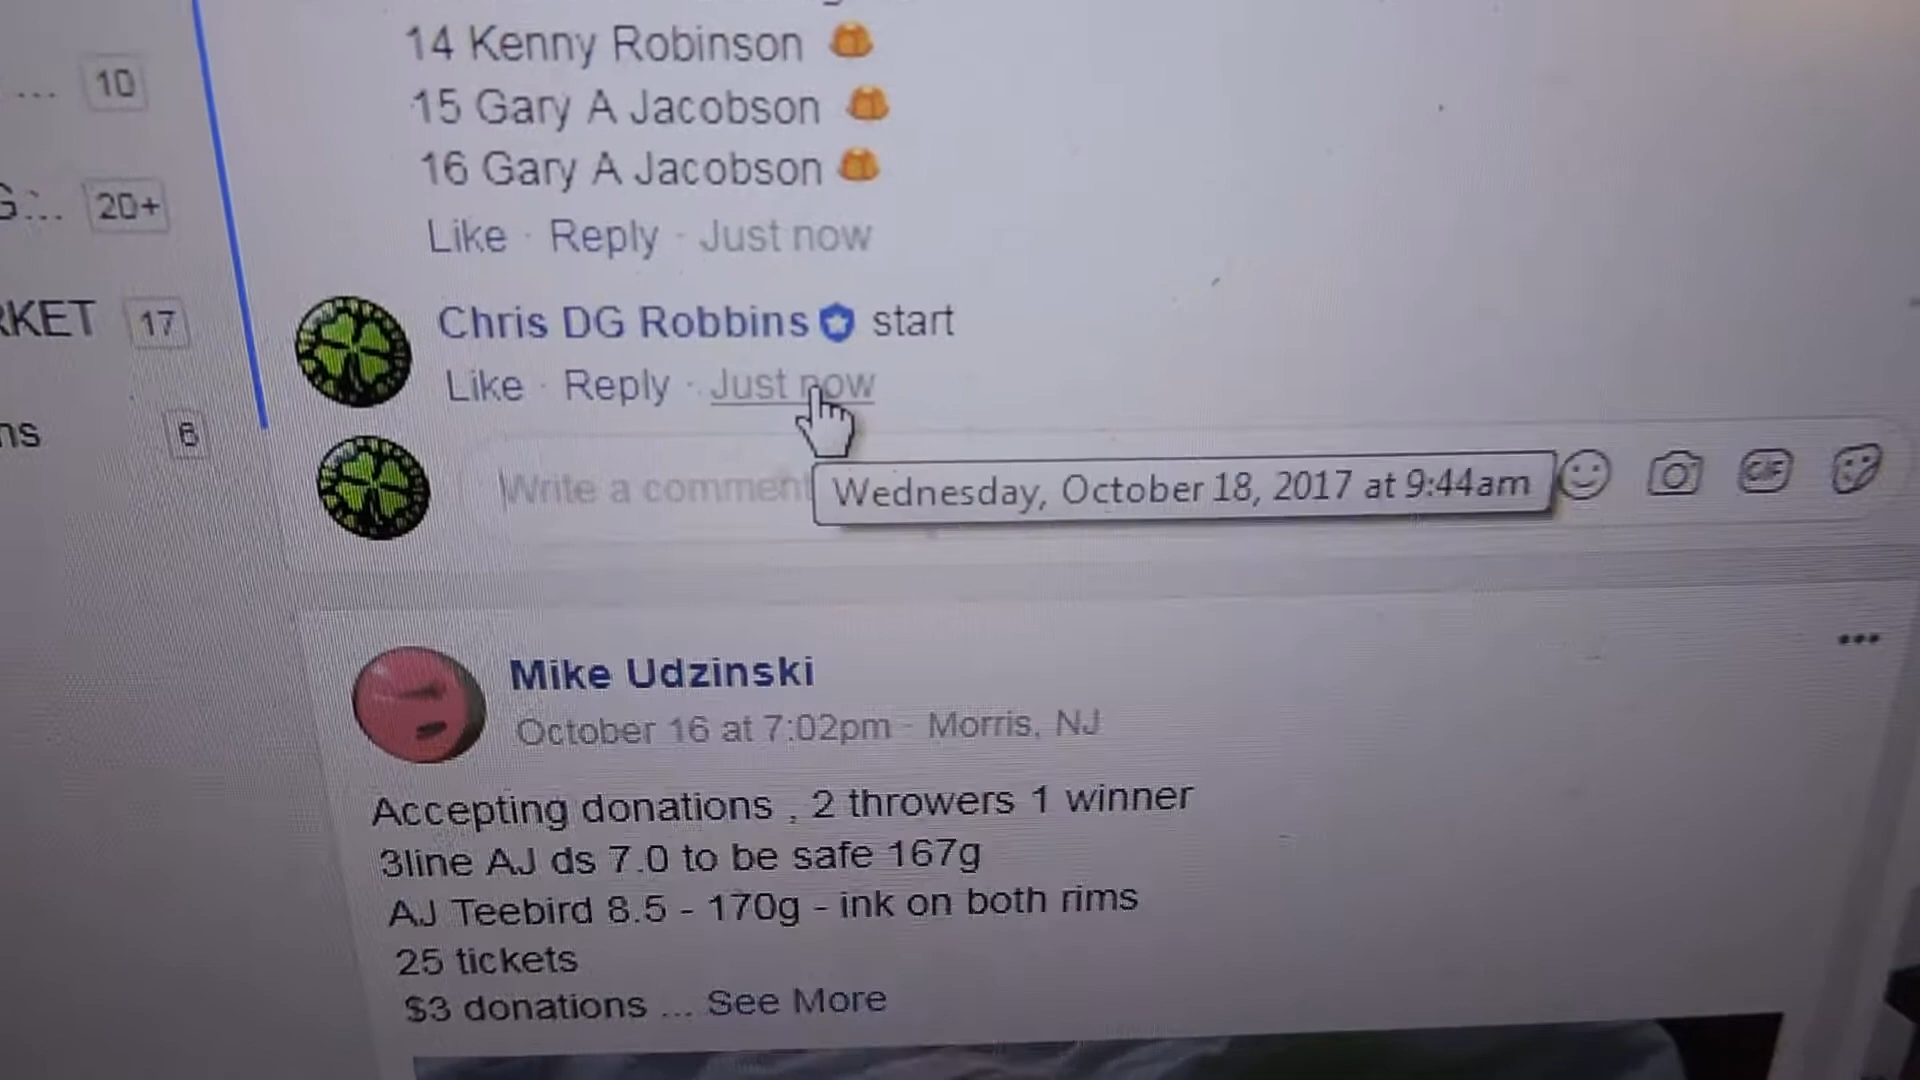 14 Kenny Robinson
... 10
15 Gary A Jacobson
16 Gary A Jacobson
G... 20+
Like · Reply · Just now
RKET 17
Chris DG Robbins start
Like · Reply · Just now
ns 6
Write a comment
Wednesday, October 18, 2017 at 9:44am
GIF
Mike Udzinski
October 16 at 7:02pm · Morris, NJ
Accepting donations , 2 throwers 1 winner
3line AJ ds 7.0 to be safe 167g
AJ Teebird 8.5 - 170g - ink on both rims
25 tickets
$3 donations ... See More